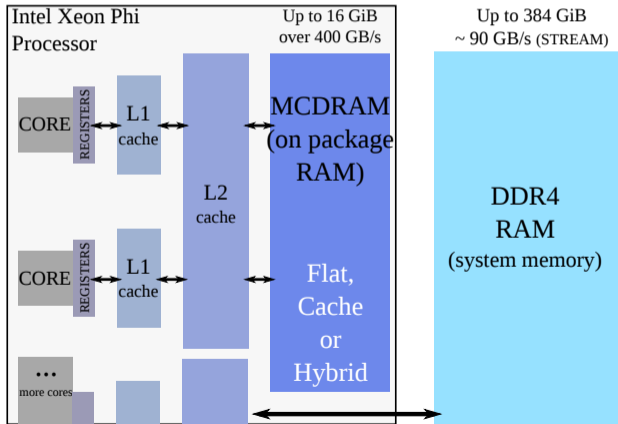 Intel Xeon Phi
Processor
Up to 16 GiB
over 400 GB/s
Up to 384 GiB
~ 90 GB/s (STREAM)
CORE
REGISTERS
L1
cache
L2
cache
MCDRAM
(on package
RAM)
DDR4
RAM
(system memory)
CORE
REGISTERS
L1
cache
Flat,
Cache
or
Hybrid
...
more cores